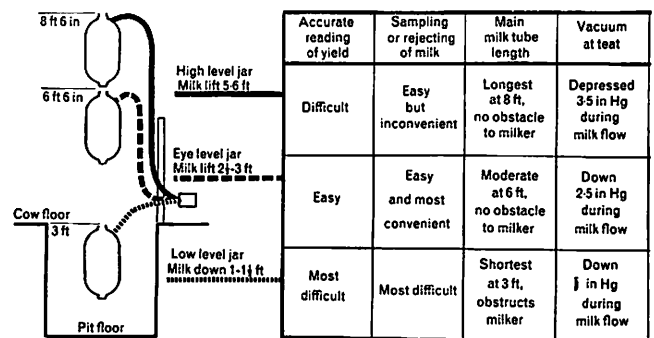 8 ft 6 in
6 ft 6 in
High level jar
Milk lift 5-6 ft
Eye level jar
Milk lift 2½-3 ft
Cow floor
3 ft
Low level jar
Milk down 1-1½ ft
Pit floor
Accurate reading of yield
Sampling or rejecting of milk
Main milk tube length
Vacuum at teat
Difficult
Easy but inconvenient
Longest at 8 ft, no obstacle to milker
Depressed 3·5 in Hg during milk flow
Easy
Easy and most convenient
Moderate at 6 ft, no obstacle to milker
Down 2·5 in Hg during milk flow
Most difficult
Most difficult
Shortest at 3 ft, obstructs milker
Down in Hg during milk flow